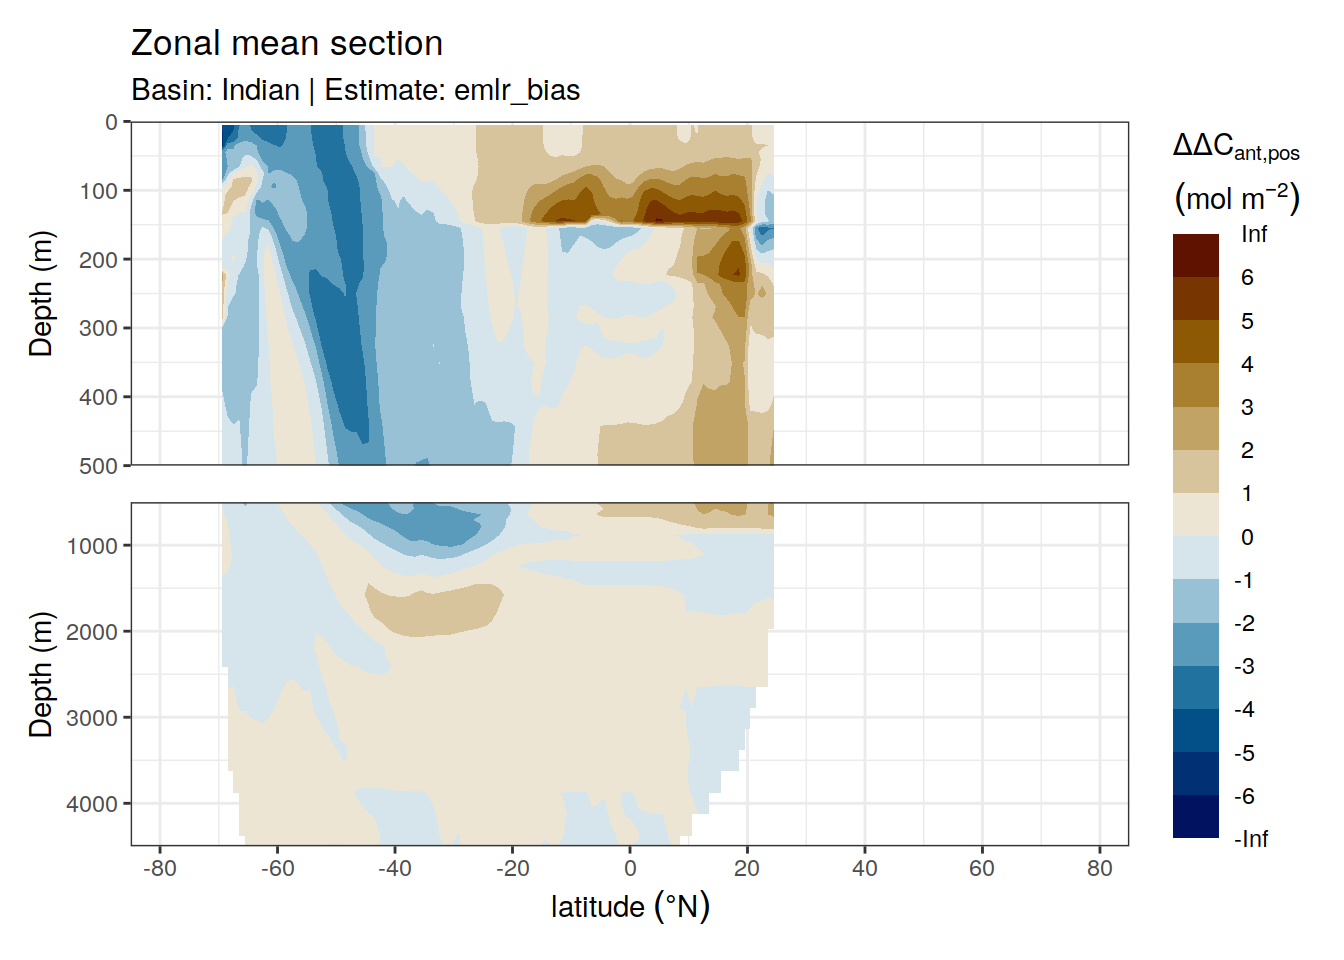 Zonal mean section
Basin: Indian | Estimate: emlr_bias
Depth (m)
0
100
200
300
400
500
Depth (m)
1000
2000
3000
4000
-80 -60 -40 -20 0 20 40 60 80
latitude (°N)
ΔΔCant,pos
(mol m−2)
Inf
6
5
4
3
2
1
0
-1
-2
-3
-4
-5
-6
-Inf